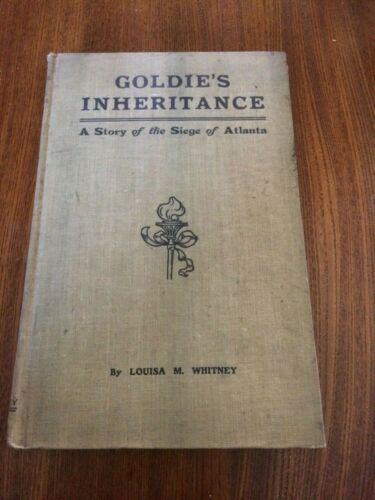 GOLDIE'S
INHERITANCE
A Story of the Siege of Atlanta
By LOUISA M. WHITNEY